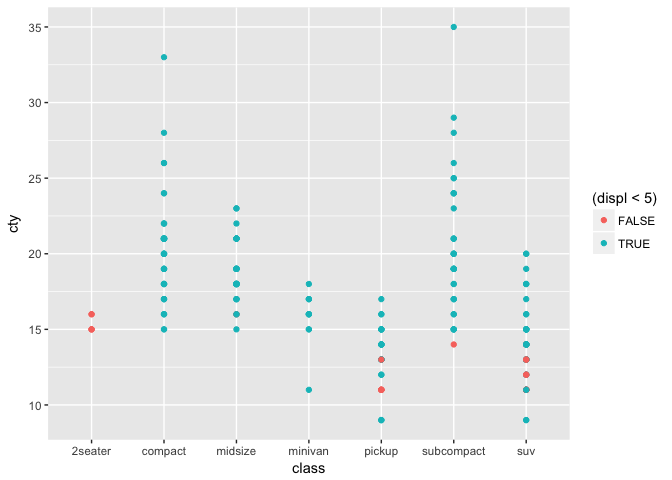 35
30
25
20
15
10
cty
2seater compact midsize minivan pickup subcompact suv
class
(displ < 5)
FALSE
TRUE